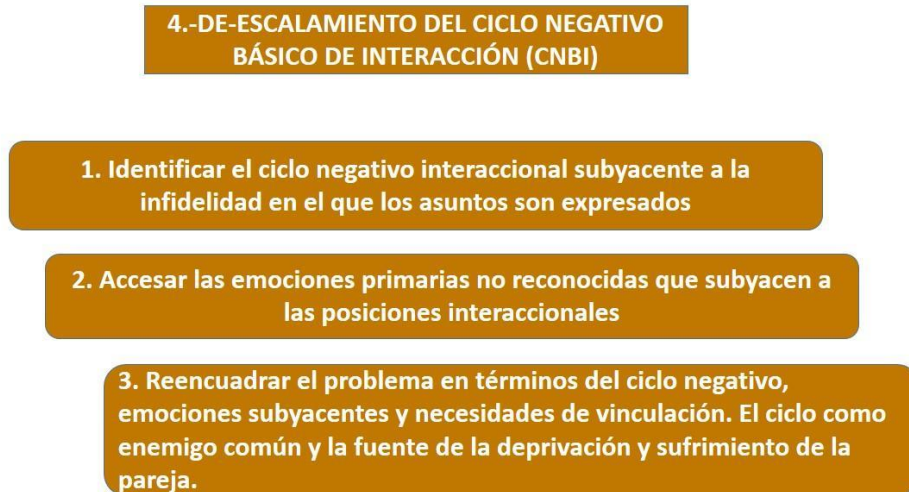 4.-DE-ESCALAMIENTO DEL CICLO NEGATIVO
BÁSICO DE INTERACCIÓN (CNBI)
1. Identificar el ciclo negativo interaccional subyacente a la
infidelidad en el que los asuntos son expresados
2. Accesar las emociones primarias no reconocidas que subyacen a
las posiciones interaccionales
3. Reencuadrar el problema en términos del ciclo negativo,
emociones subyacentes y necesidades de vinculación. El ciclo como
enemigo común y la fuente de la deprivación y sufrimiento de la
pareja.